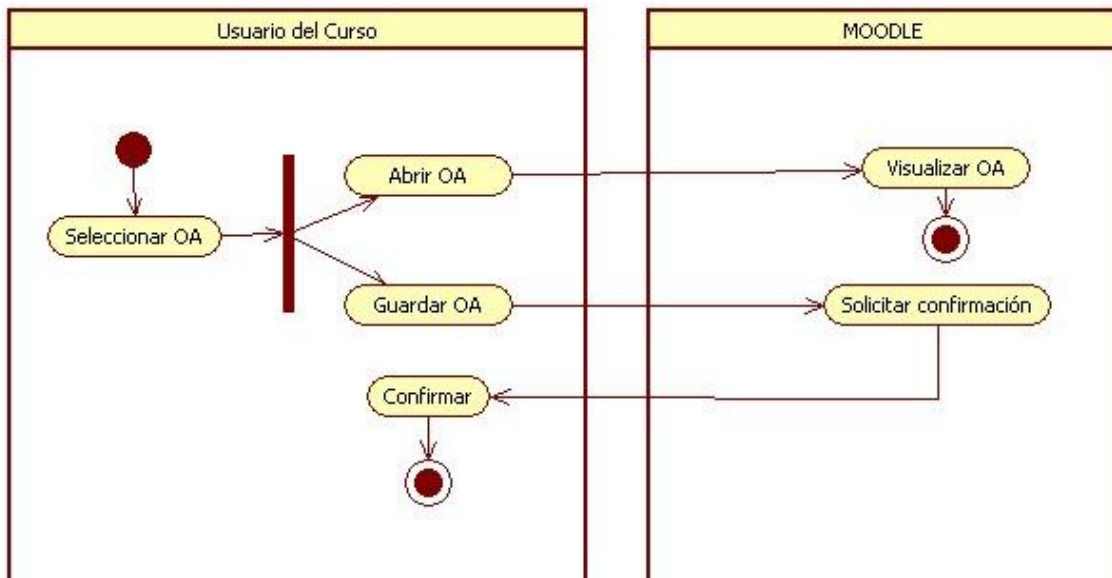 Usuario del Curso
MOODLE
Abrir OA
Visualizar OA
Seleccionar OA
Guardar OA
Solicitar confirmación
Confirmar